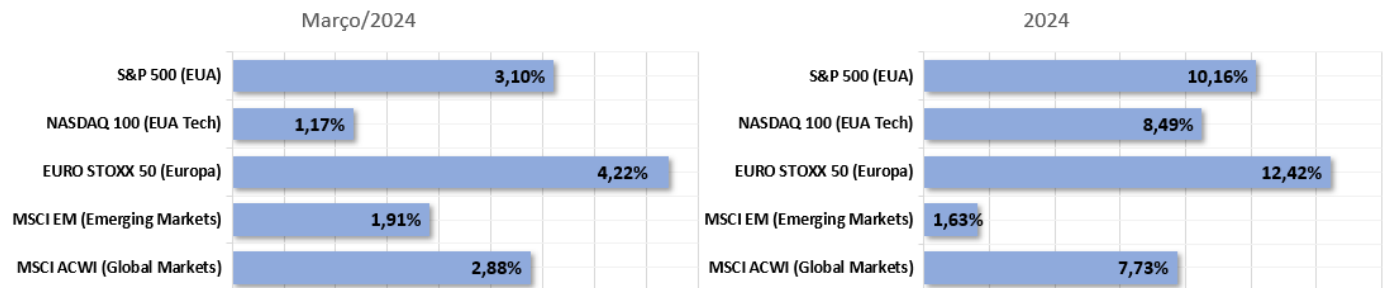 Março/2024
S&P 500 (EUA) 3,10%
NASDAQ 100 (EUA Tech) 1,17%
EURO STOXX 50 (Europa) 4,22%
MSCI EM (Emerging Markets) 1,91%
MSCI ACWI (Global Markets) 2,88%
2024
S&P 500 (EUA) 10,16%
NASDAQ 100 (EUA Tech) 8,49%
EURO STOXX 50 (Europa) 12,42%
MSCI EM (Emerging Markets) 1,63%
MSCI ACWI (Global Markets) 7,73%